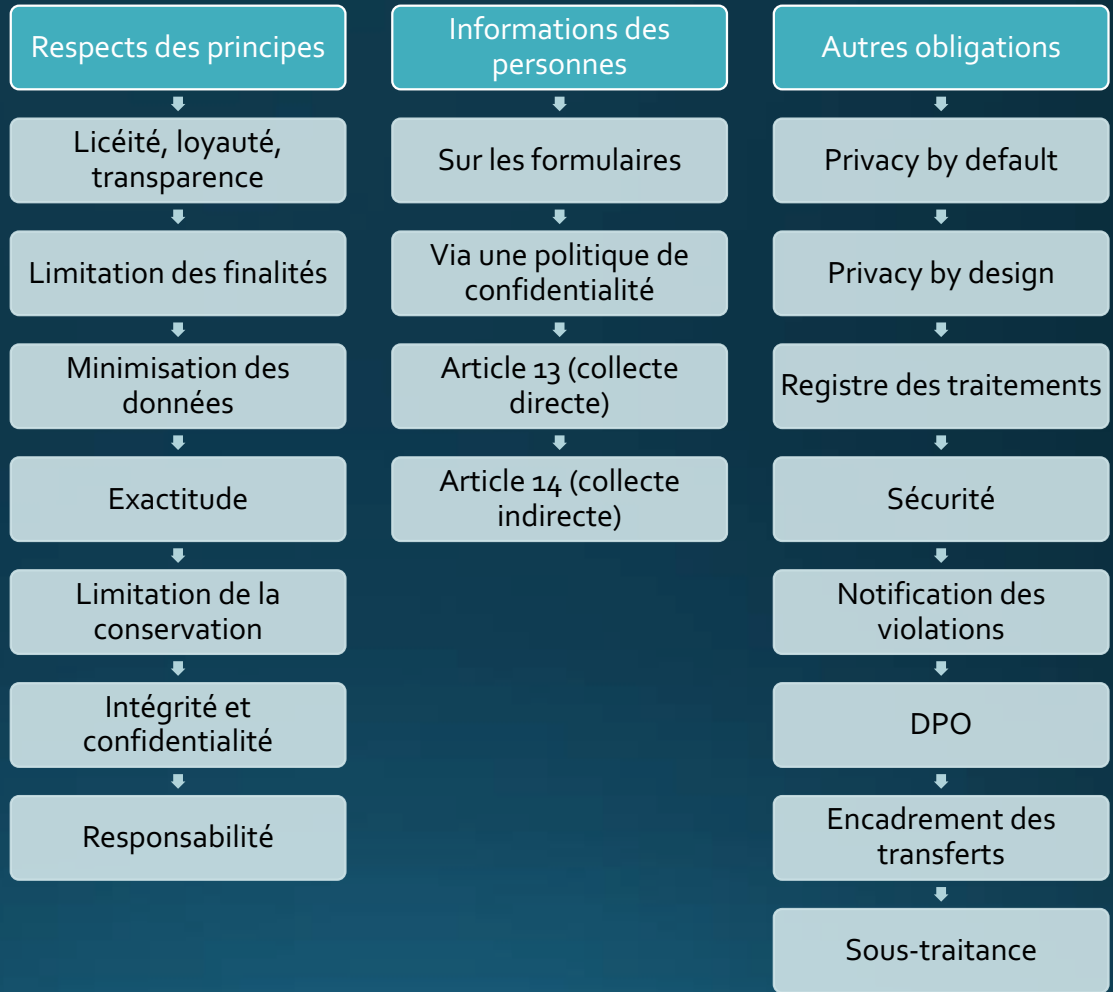 Respects des principes
Licéité, loyauté,
transparence
Limitation des finalités
Minimisation des
données
Exactitude
Limitation de la
conservation
Intégrité et
confidentialité
Responsabilité
Informations des
personnes
Sur les formulaires
Via une politique de
confidentialité
Article 13 (collecte
directe)
Article 14 (collecte
indirecte)
Autres obligations
Privacy by default
Privacy by design
Registre des traitements
Sécurité
Notification des
violations
DPO
Encadrement des
transferts
Sous-traitance